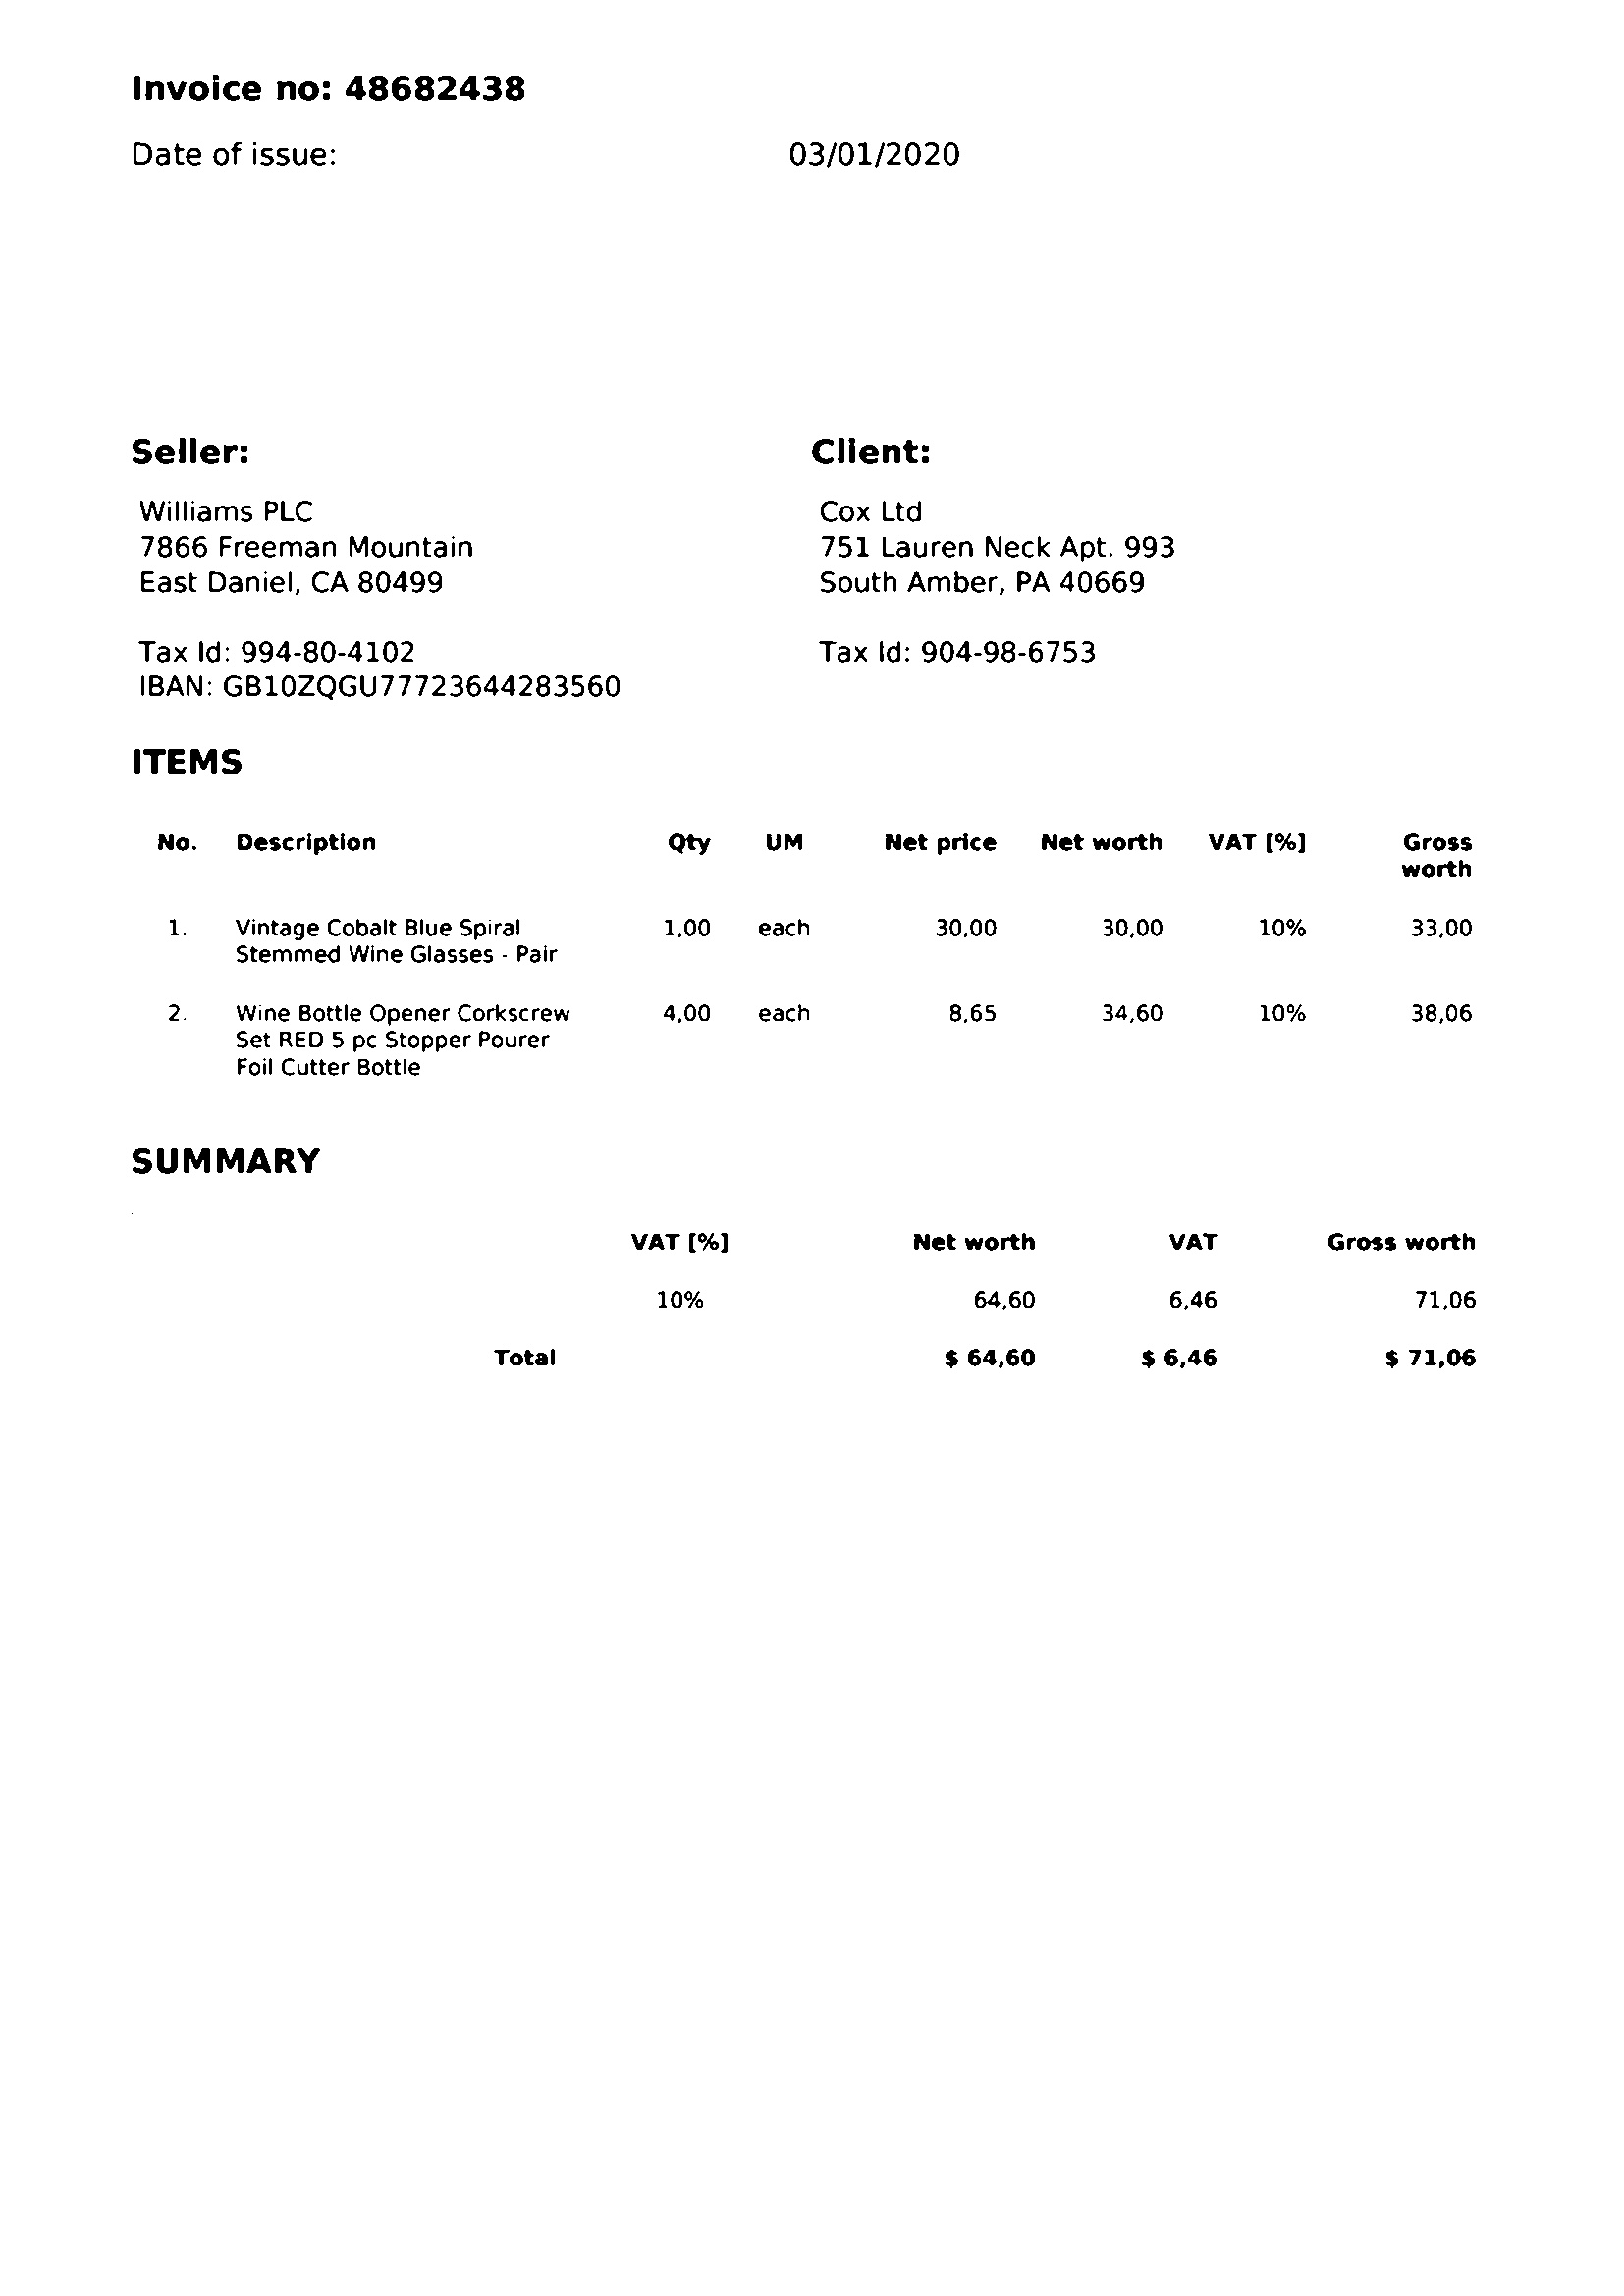 Invoice no: 48682438
Date of issue: 03/01/2020
Seller: Client:
Williams PLC Cox Ltd
7866 Freeman Mountain 751 Lauren Neck Apt. 993
East Daniel, CA 80499 South Amber, PA 40669
Tax Id: 994-80-4102 Tax Id: 904-98-6753
IBAN: GB10ZQGU77723644283560
ITEMS
No. Description Qty UM Net price Net worth VAT [%] Gross
worth
1. Vintage Cobalt Blue Spiral 1,00 each 30,00 30,00 10% 33,00
Stemmed Wine Glasses - Pair
2. Wine Bottle Opener Corkscrew 4,00 each 8,65 34,60 10% 38,06
Set RED 5 pc Stopper Pourer
Foil Cutter Bottle
SUMMARY
VAT [%] Net worth VAT Gross worth
10% 64,60 6,46 71,06
Total $ 64,60 $ 6,46 $ 71,06